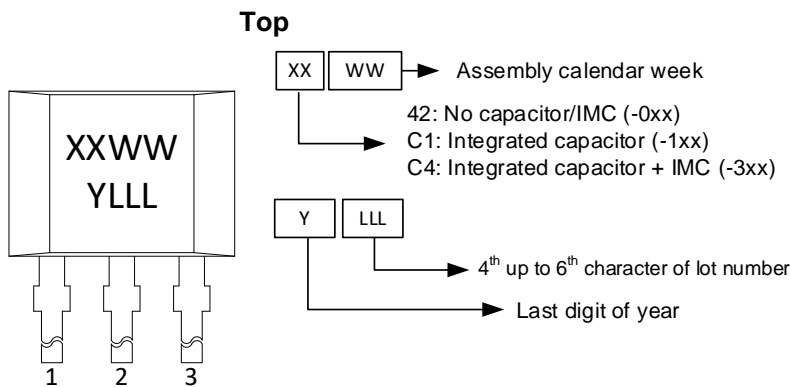 Top
XX WW Assembly calendar week
42: No capacitor/IMC (-0xx)
C1: Integrated capacitor (-1xx)
C4: Integrated capacitor + IMC (-3xx)
XXWW
YLLL
Y LLL
4th up to 6th character of lot number
Last digit of year
1 2 3